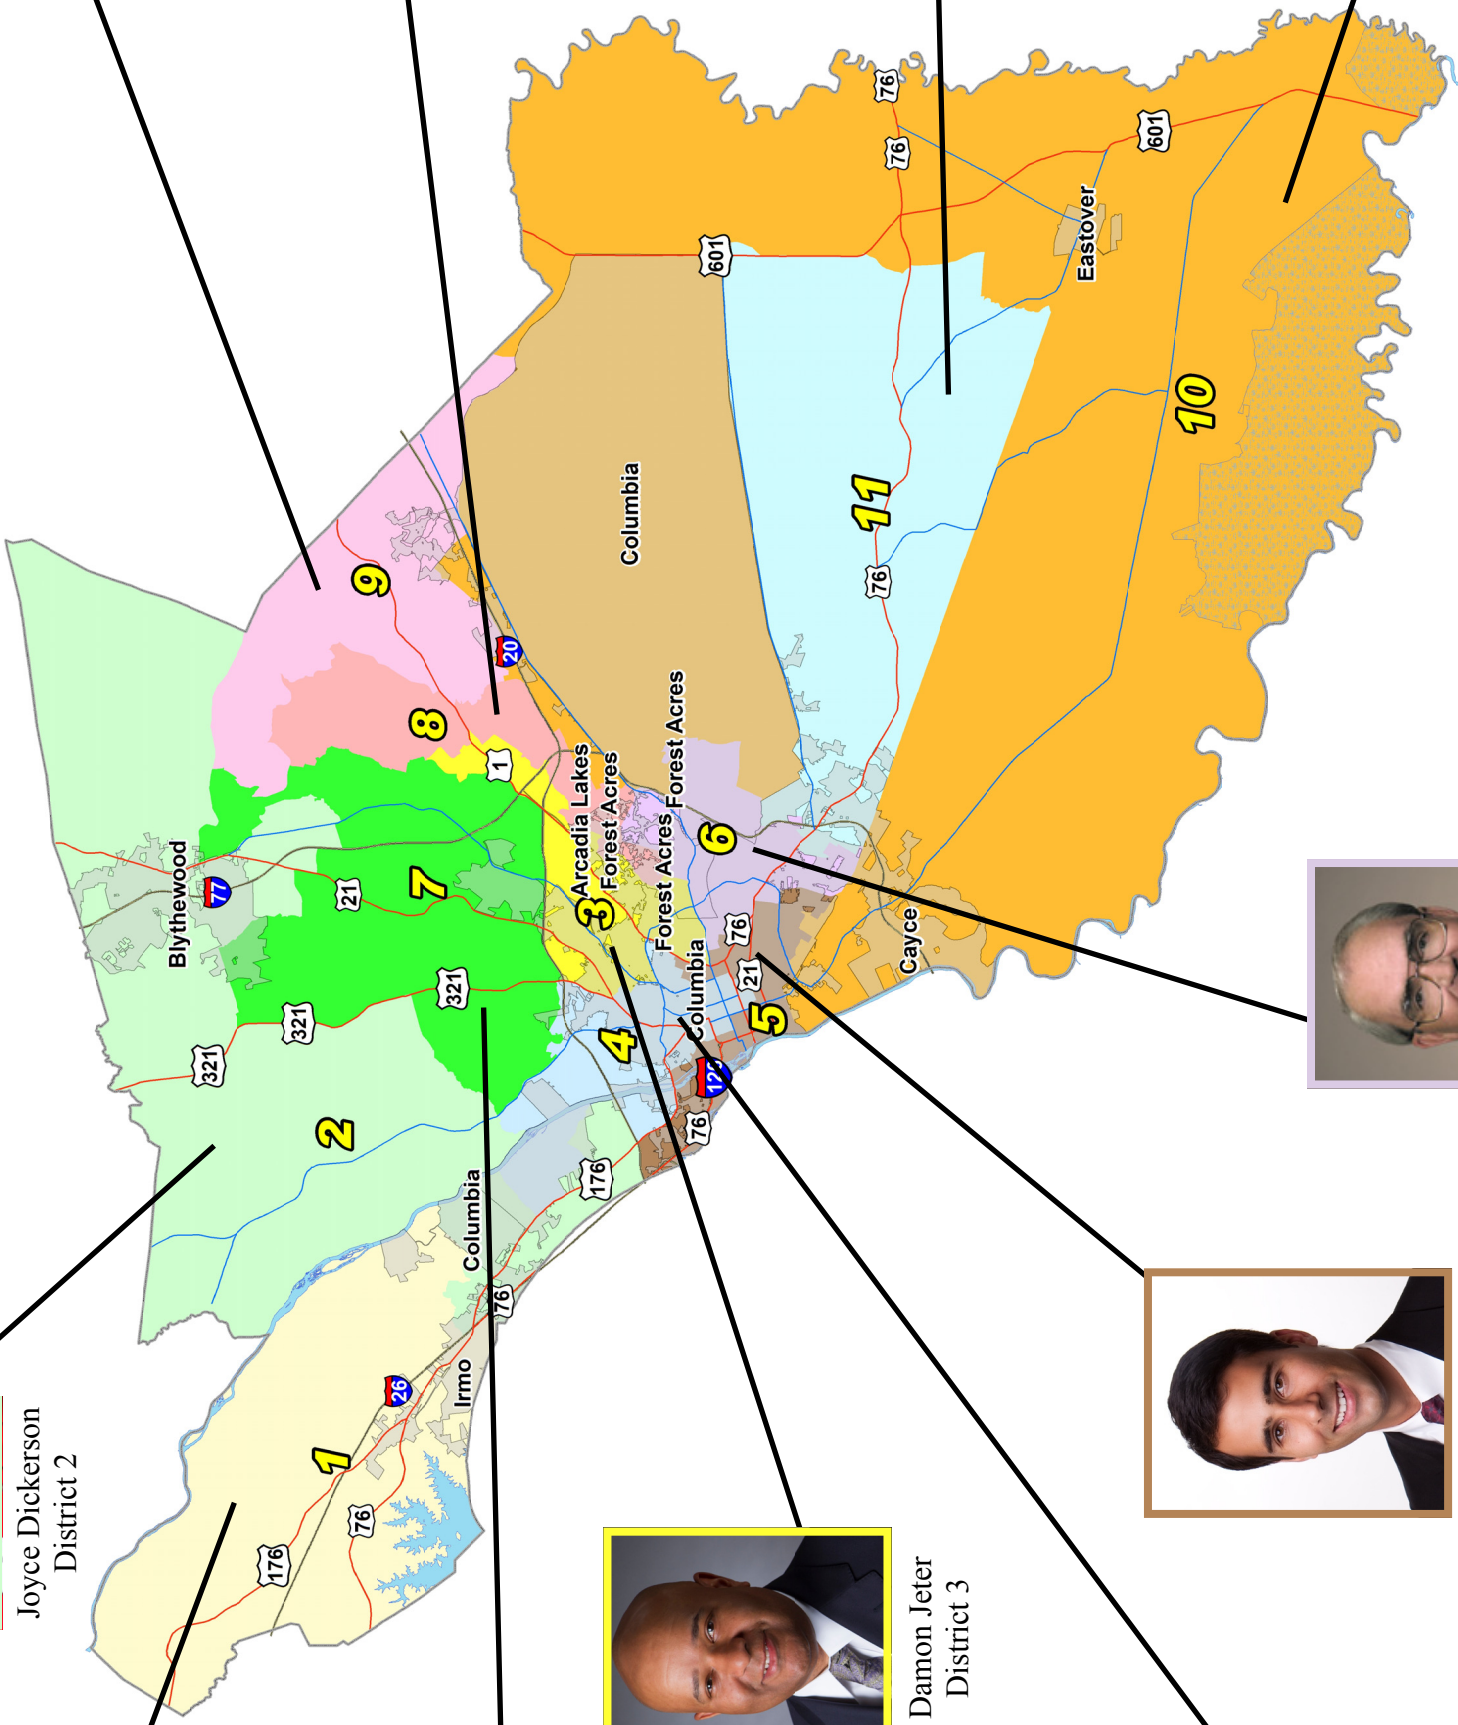 Joyce Dickerson
District 2
Blythewood
321
77
176
321
1
2
21
76
9
26
7
8
321
Irmo
Columbia
76
1
20
Arcadia Lakes
176
3
Forest Acres
4
Columbia
Forest Acres
Forest Acres
Columbia
76
601
6
76
21
5
11
76
76
76
Cayce
Damon Jeter
District 3
Eastover
601
10